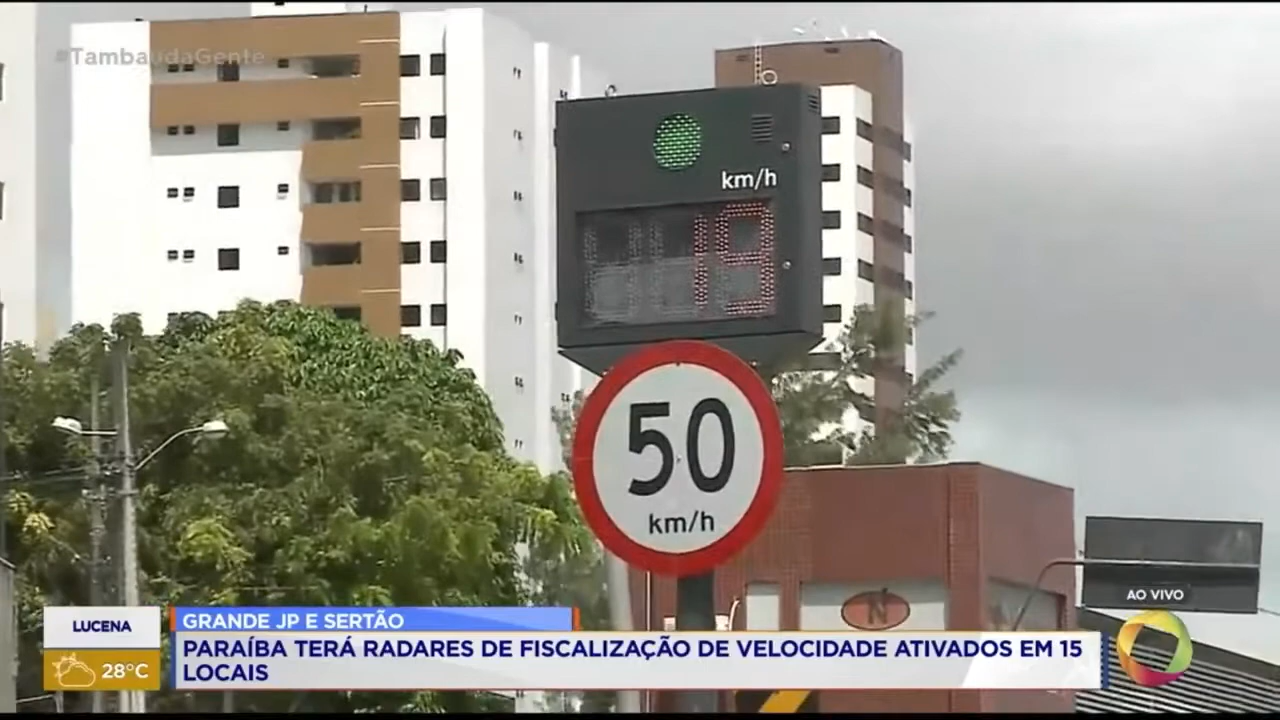 #TambaudaGente
km/h
19
50
km/h
N
AO VIVO
LUCENA
28°C
GRANDE JP E SERTÃO
PARAÍBA TERÁ RADARES DE FISCALIZAÇÃO DE VELOCIDADE ATIVADOS EM 15
LOCAIS